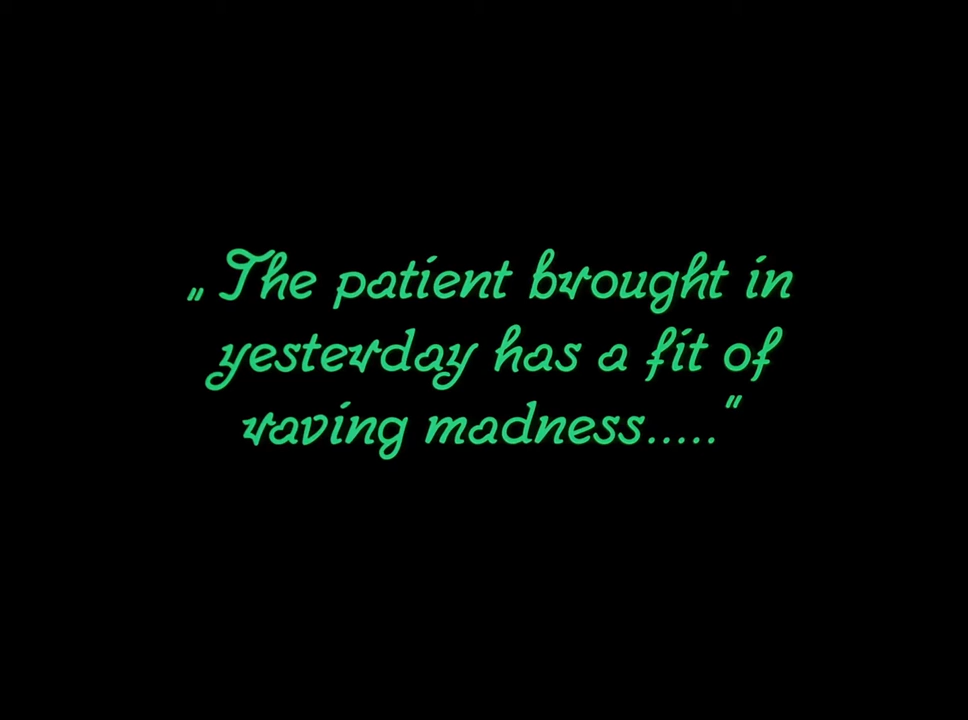 „The patient brought in
yesterday has a fit of
raving madness....."